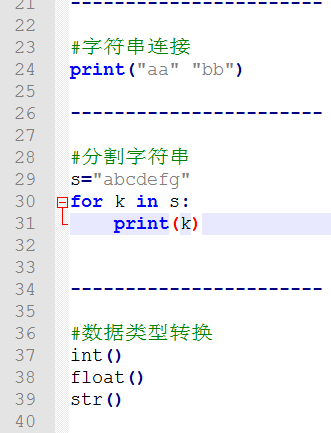 21 -----------------------
22
23 #字符串连接
24 print("aa" "bb")
25
26 -----------------------
27
28 #分割字符串
29 s="abcdefg"
30 for k in s:
31     print(k)
32
33
34 -----------------------
35
36 #数据类型转换
37 int()
38 float()
39 str()
40